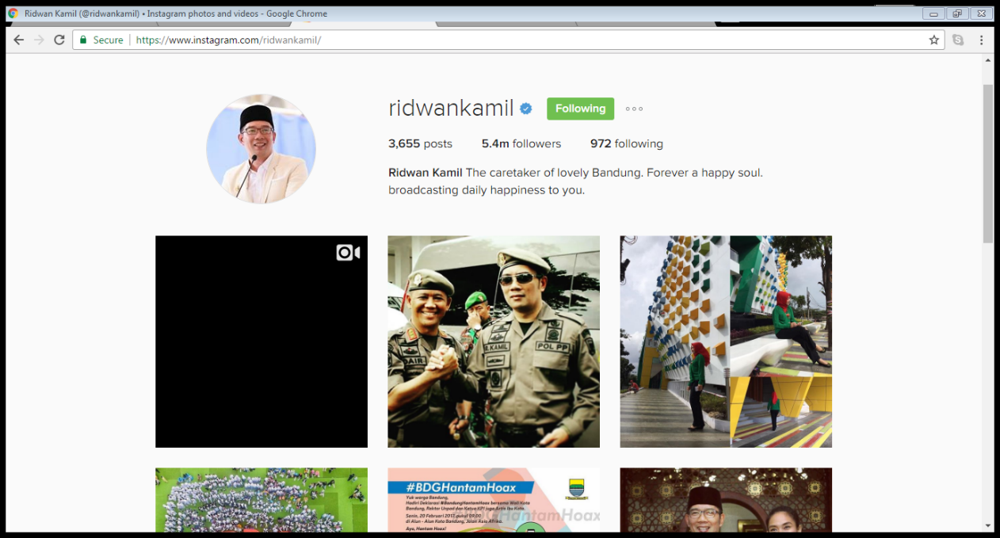 Ridwan Kamil (@ridwankamil) • Instagram photos and videos - Google Chrome
Secure | https://www.instagram.com/ridwankamil/
ridwankamil Following
3,655 posts 5.4m followers 972 following
Ridwan Kamil The caretaker of lovely Bandung. Forever a happy soul.
broadcasting daily happiness to you.
R.KAMIL POL PP
#BDGHantamHoax
Yuk warga Bandung,
Hadiri Deklarasi #BandungHantamHoax bersama Wali Kota
Bandung, Rektor Unpad dan Ketua KPI juga Artis Ibu Kota:
Senin, 20 Februari 2017 pukul 09.00
di Alun - Alun Kota Bandung, Jalan Asia Afrika.
Ayo, Hantam Hoax!